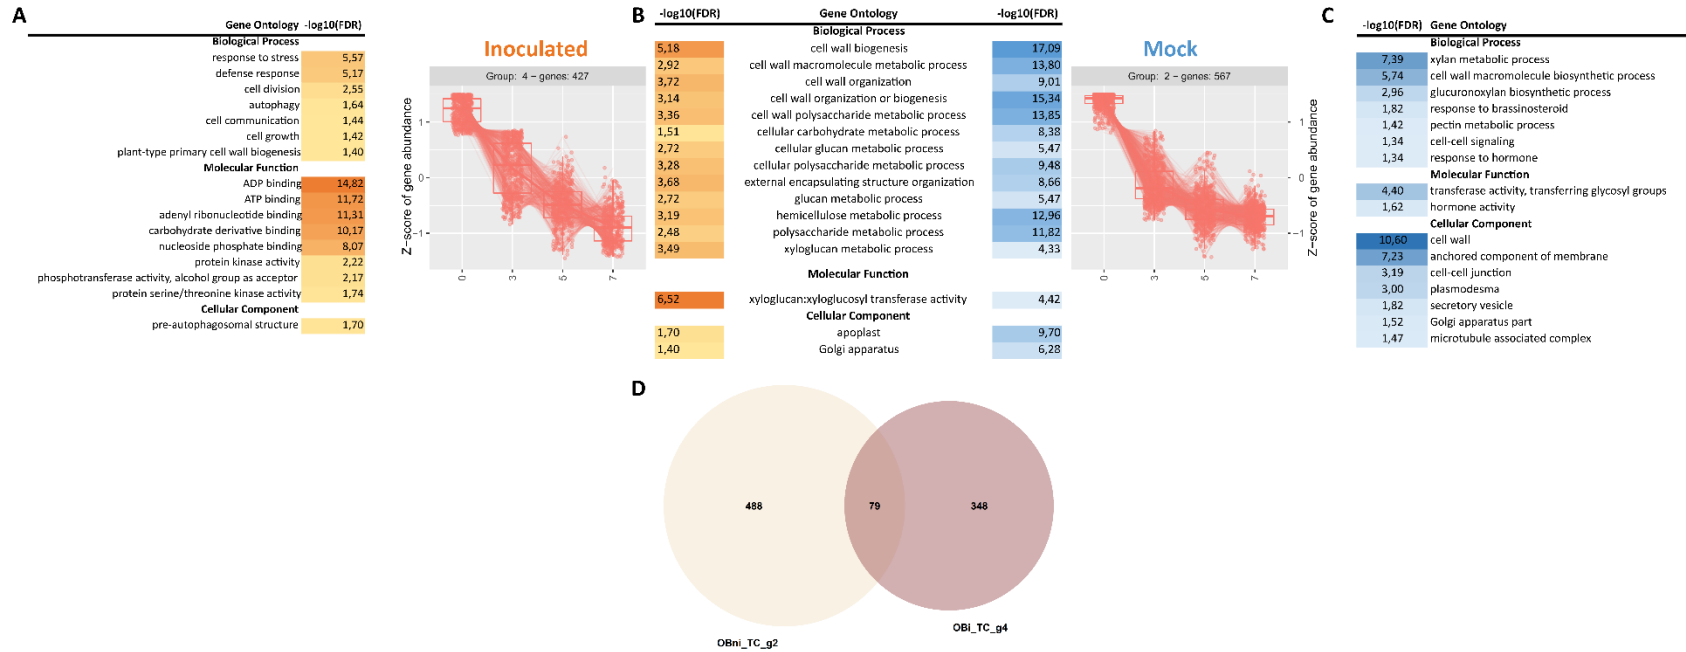 A
Gene Ontology -log10(FDR)
Biological Process
response to stress 5,57
defense response 5,17
cell division 2,55
autophagy 1,64
cell communication 1,44
cell growth 1,42
plant-type primary cell wall biogenesis 1,40
Molecular Function
ADP binding 14,82
ATP binding 11,72
adenyl ribonucleotide binding 11,31
carbohydrate derivative binding 10,17
nucleoside phosphate binding 8,07
protein kinase activity 2,22
phosphotransferase activity, alcohol group as acceptor 2,17
protein serine/threonine kinase activity 1,74
Cellular Component
pre-autophagosomal structure 1,70
Inoculated
Group: 4 − genes: 427
Z−score of gene abundance
1
0
−1
0 3 5 7
B
-log10(FDR) Gene Ontology -log10(FDR)
Biological Process
5,18 cell wall biogenesis 17,09
2,92 cell wall macromolecule metabolic process 13,80
3,72 cell wall organization 9,01
3,14 cell wall organization or biogenesis 15,34
3,36 cell wall polysaccharide metabolic process 13,85
1,51 cellular carbohydrate metabolic process 8,38
2,72 cellular glucan metabolic process 5,47
3,28 cellular polysaccharide metabolic process 9,48
3,68 external encapsulating structure organization 8,66
2,72 glucan metabolic process 5,47
3,19 hemicellulose metabolic process 12,96
2,48 polysaccharide metabolic process 11,82
3,49 xyloglucan metabolic process 4,33
Molecular Function
6,52 xyloglucan:xyloglucosyl transferase activity 4,42
Cellular Component
1,70 apoplast 9,70
1,40 Golgi apparatus 6,28
Mock
Group: 2 − genes: 567
1
0
−1
Z−score of gene abundance
0 3 5 7
C
-log10(FDR) Gene Ontology
Biological Process
7,39 xylan metabolic process
5,74 cell wall macromolecule biosynthetic process
2,96 glucuronoxylan biosynthetic process
1,82 response to brassinosteroid
1,42 pectin metabolic process
1,34 cell-cell signaling
1,34 response to hormone
Molecular Function
4,40 transferase activity, transferring glycosyl groups
1,62 hormone activity
Cellular Component
10,60 cell wall
7,23 anchored component of membrane
3,19 cell-cell junction
3,00 plasmodesma
1,82 secretory vesicle
1,52 Golgi apparatus part
1,47 microtubule associated complex
D
488 79 348
OBni_TC_g2
OBi_TC_g4